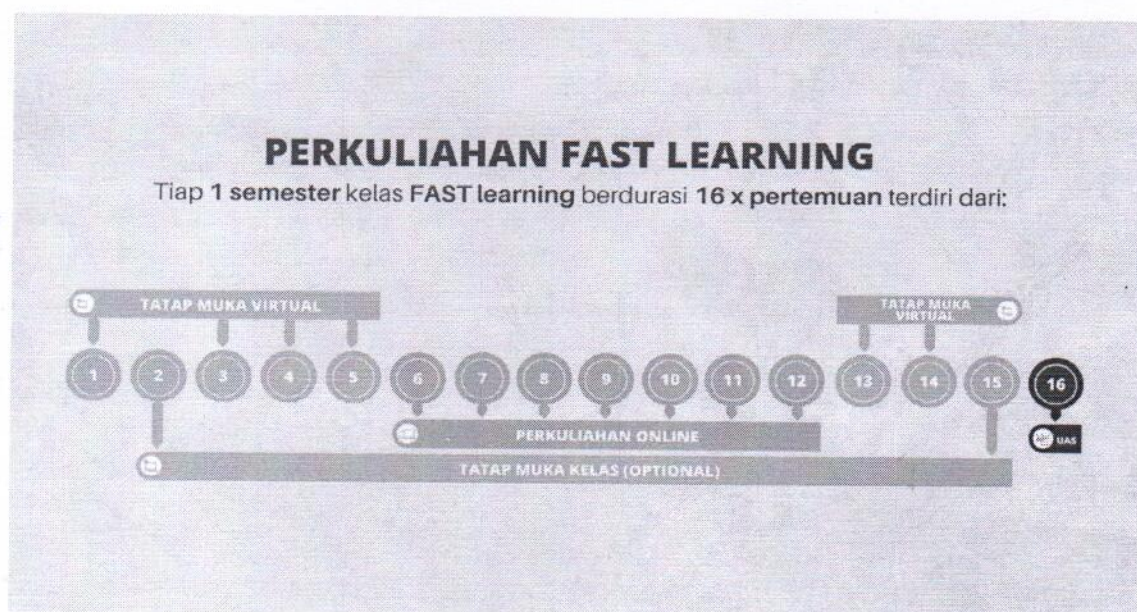 PERKULIAHAN FAST LEARNING
Tiap 1 semester kelas FAST learning berdurasi 16 x pertemuan terdiri dari:
TATAP MUKA VIRTUAL
TATAP MUKA
VIRTUAL
1 2 3 4 5 6 7 8 9 10 11 12 13 14 15 16
PERKULIAHAN ONLINE
UAS
TATAP MUKA KELAS (OPTIONAL)